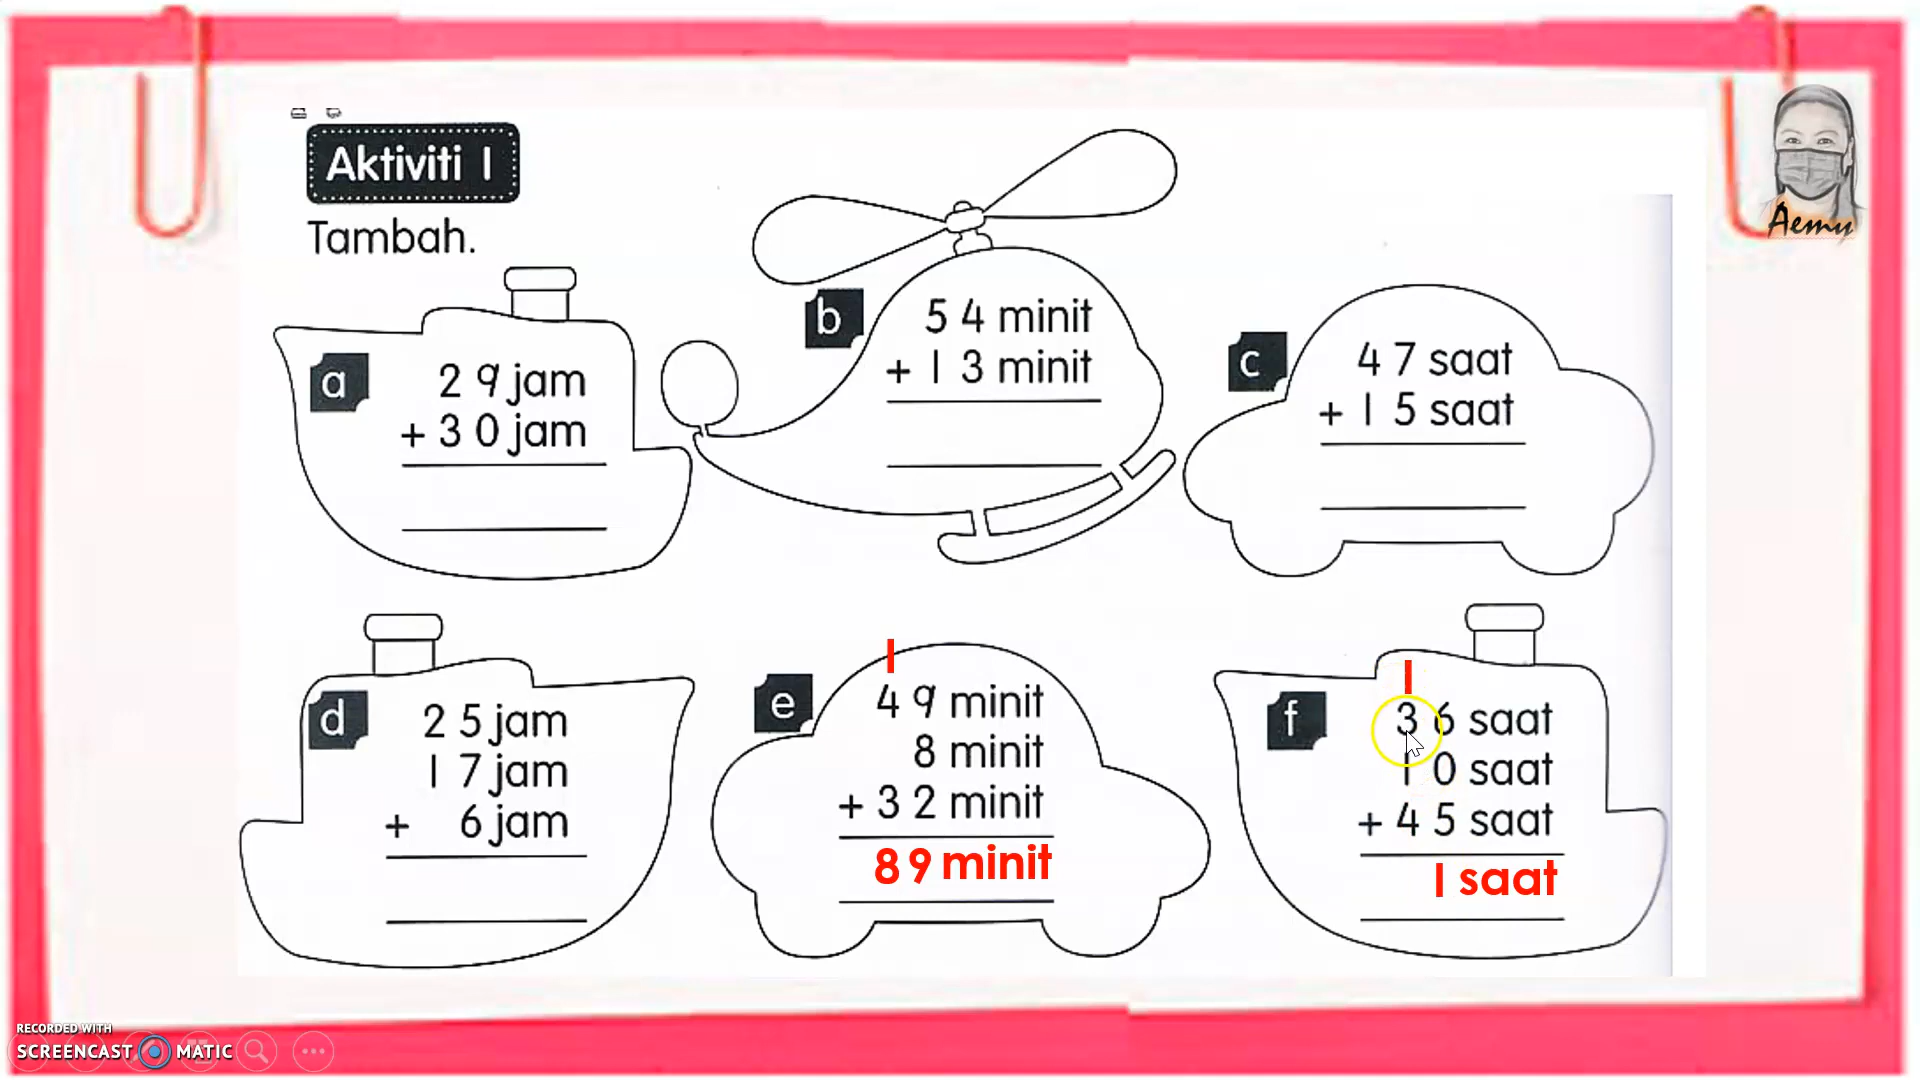 Aktiviti 1
Tambah.
Aemy
a
2 9 jam
+ 3 0 jam
b
5 4 minit
+ 1 3 minit
c
4 7 saat
+ 1 5 saat
d
2 5 jam
1 7 jam
+ 6 jam
e
1
4 9 minit
8 minit
+ 3 2 minit
8 9 minit
f
1
3 6 saat
1 0 saat
+ 4 5 saat
1 saat
RECORDED WITH
SCREENCAST MATIC